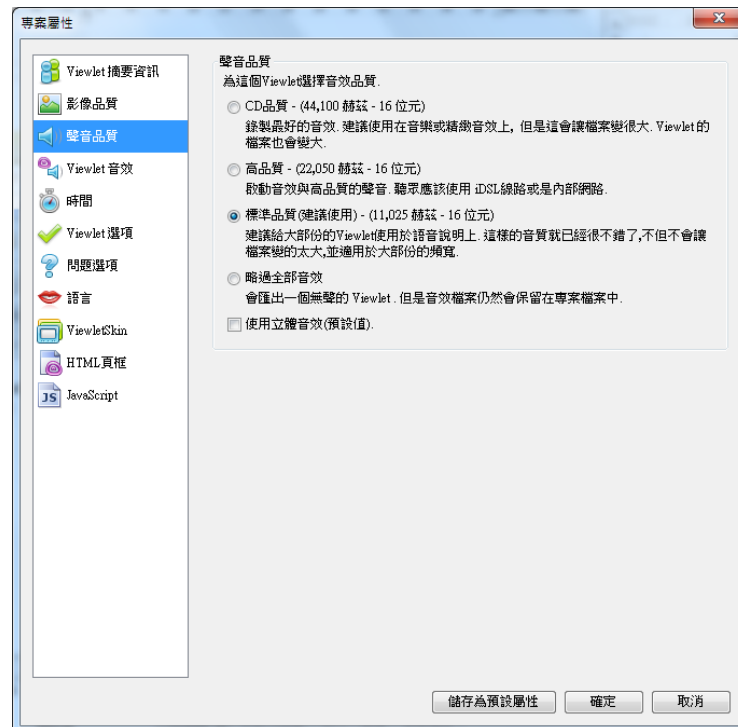 專案屬性
Viewlet 摘要資訊
影像品質
聲音品質
Viewlet 音效
時間
Viewlet 選項
問題選項
語言
ViewletSkin
HTML 頁框
JS JavaScript
聲音品質
為這個Viewlet選擇音效品質.
CD品質 - (44,100 赫茲 - 16 位元)
錄製最好的音效. 建議使用在音樂或精緻音效上, 但是這會讓檔案變很大. Viewlet 的
檔案也會變大.
高品質 - (22,050 赫茲 - 16 位元)
啟動音效與高品質的聲音. 聽眾應該使用 iDSL線路或是內部網路.
標準品質(建議使用) - (11,025 赫茲 - 16 位元)
建議給大部份的Viewlet使用於語音說明上. 這樣的音質就已經很不錯了,不但不會讓
檔案變的太大,並適用於大部份的頻寬.
略過全部音效
會匯出一個無聲的 Viewlet . 但是音效檔案仍然會保留在專案檔案中.
使用立體音效(預設值).
儲存為預設屬性
確定
取消